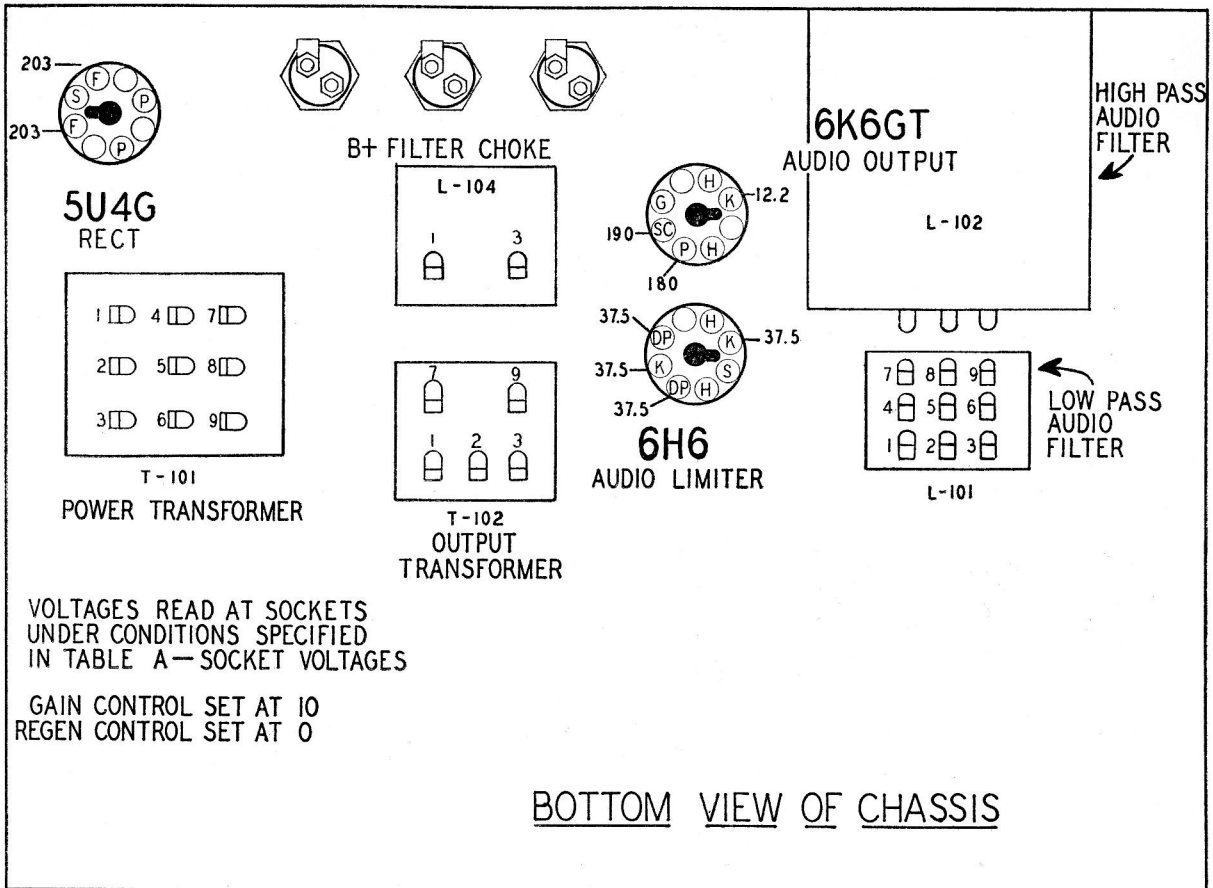 203
F
S
P
203
F
P
5U4G
RECT
B+ FILTER CHOKE
L-104
1 3
6K6GT
AUDIO OUTPUT
H
G K 12.2
190 SC
P H
180
HIGH PASS
AUDIO
FILTER
L-102
1 4 7
2 5 8
3 6 9
T-101
POWER TRANSFORMER
7 9
1 2 3
T-102
OUTPUT
TRANSFORMER
37.5 H
DP K 37.5
37.5 K S
37.5 DP H
6H6
AUDIO LIMITER
7 8 9
4 5 6
1 2 3
L-101
LOW PASS
AUDIO
FILTER
VOLTAGES READ AT SOCKETS
UNDER CONDITIONS SPECIFIED
IN TABLE A—SOCKET VOLTAGES
GAIN CONTROL SET AT 10
REGEN CONTROL SET AT 0
BOTTOM VIEW OF CHASSIS